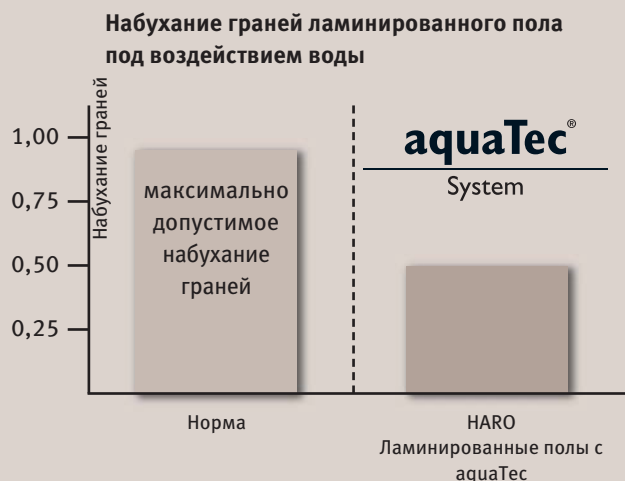 Набухание граней ламинированного пола
под воздействием воды
Набухание граней
1,00
0,75
0,50
0,25
максимально
допустимое
набухание
граней
aquaTec®
System
Норма
HARO
Ламинированные полы с
aquaTec